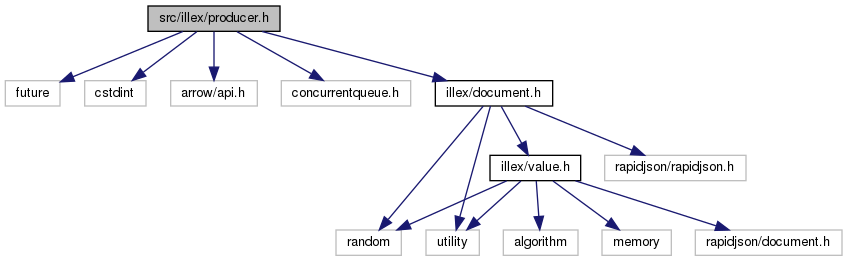 src/illex/producer.h
future
cstdint
arrow/api.h
concurrentqueue.h
illex/document.h
illex/value.h
rapidjson/rapidjson.h
random
utility
algorithm
memory
rapidjson/document.h